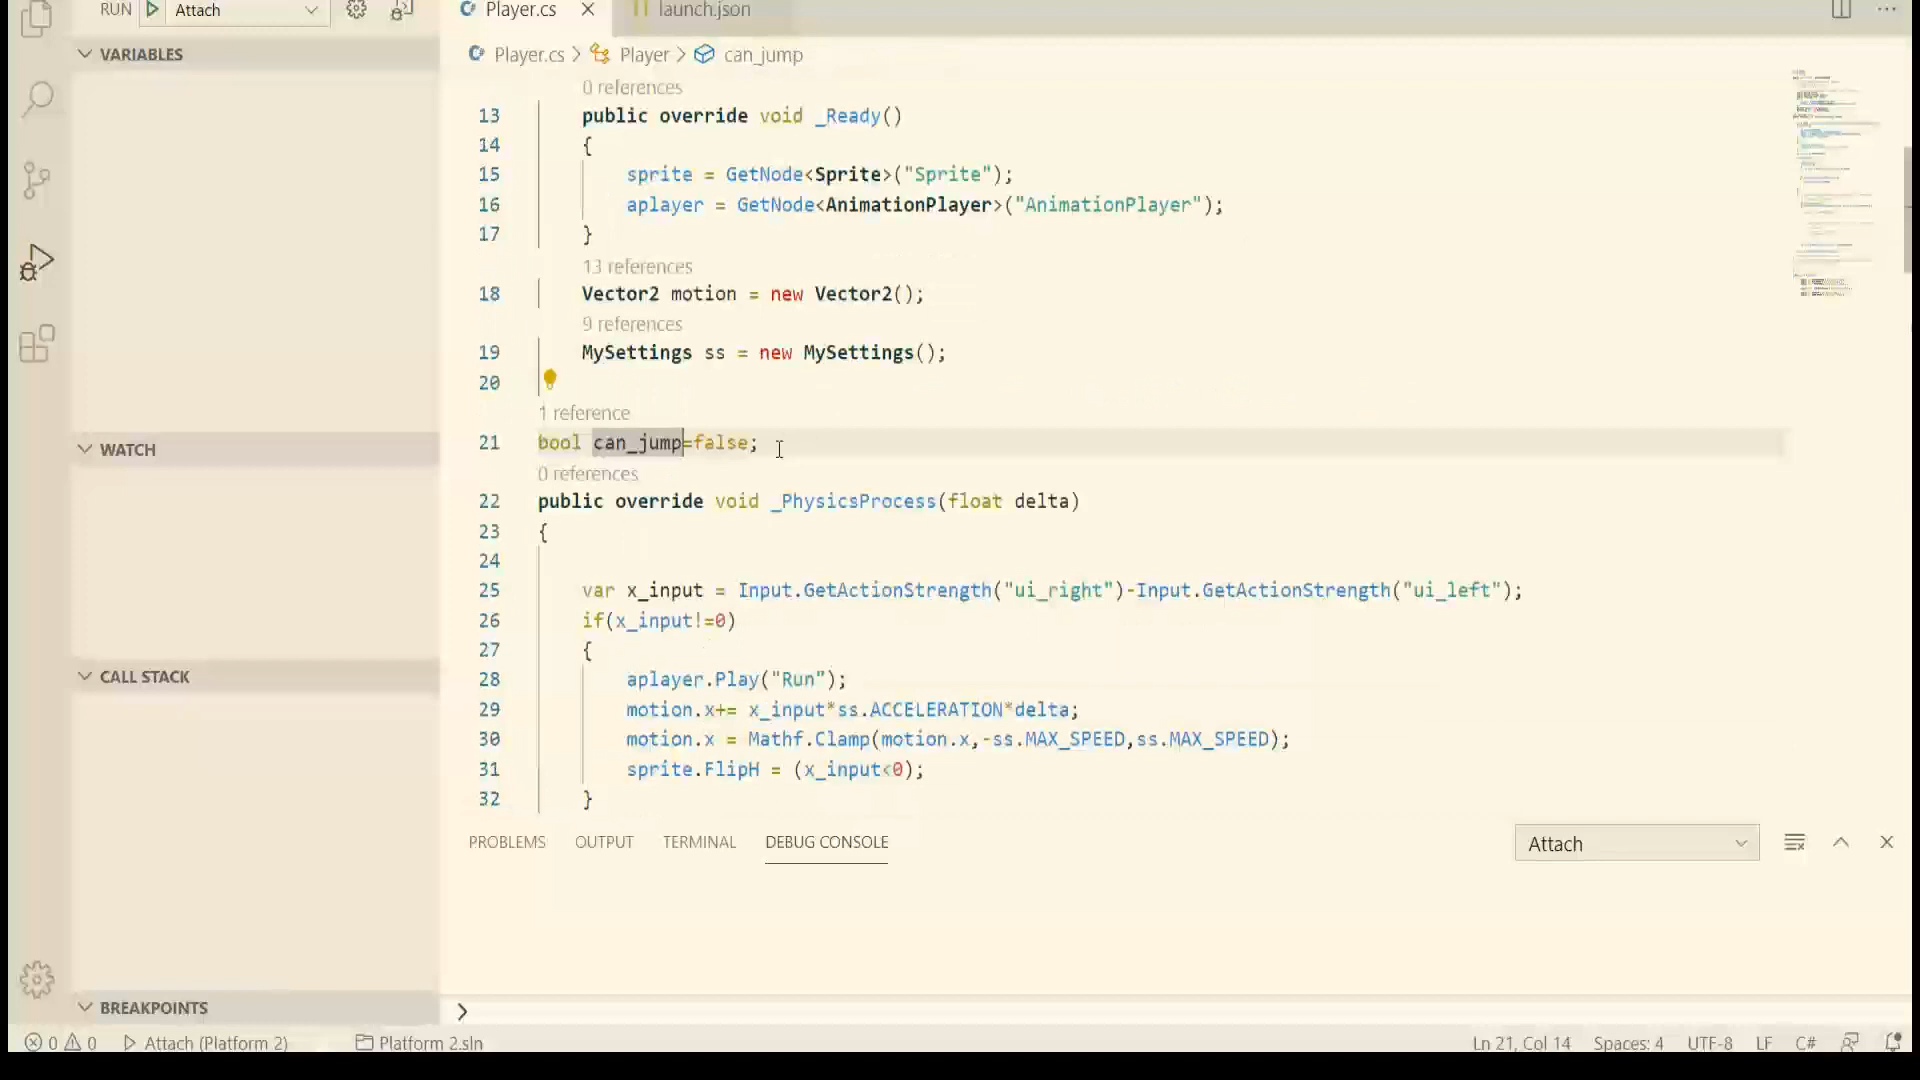 RUN Attach
Player.cs
launch.json
VARIABLES
WATCH
CALL STACK
BREAKPOINTS
Player.cs > Player > can_jump
0 references
13 public override void _Ready()
14 {
15 sprite = GetNode<Sprite>("Sprite");
16 aplayer = GetNode<AnimationPlayer>("AnimationPlayer");
17 }
13 references
18 Vector2 motion = new Vector2();
9 references
19 MySettings ss = new MySettings();
20
1 reference
21 bool can_jump=false;
0 references
22 public override void _PhysicsProcess(float delta)
23 {
24
25 var x_input = Input.GetActionStrength("ui_right")-Input.GetActionStrength("ui_left");
26 if(x_input!=0)
27 {
28 aplayer.Play("Run");
29 motion.x+= x_input*ss.ACCELERATION*delta;
30 motion.x = Mathf.Clamp(motion.x,-ss.MAX_SPEED,ss.MAX_SPEED);
31 sprite.FlipH = (x_input<0);
32 }
PROBLEMS OUTPUT TERMINAL DEBUG CONSOLE Attach
>
0 0 Attach (Platform 2) Platform 2.sln Ln 21, Col 14 Spaces: 4 UTF-8 LF C#